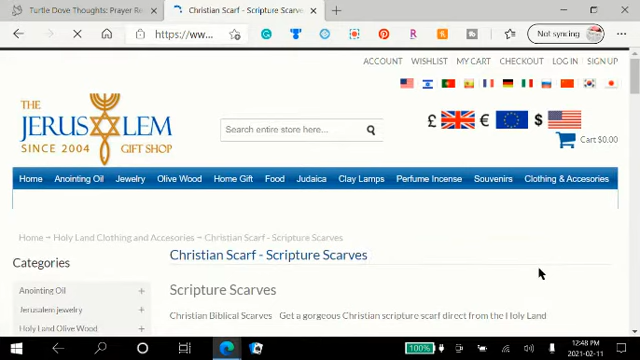 Turtle Dove Thoughts: Prayer Re
Christian Scarf - Scripture Scarve
https://www...
Not syncing
ACCOUNT WISHLIST MY CART CHECKOUT LOG IN SIGN UP
THE
JERUSALEM
SINCE 2004 GIFT SHOP
Search entire store here...
£ € $
Cart $0.00
Home Anointing Oil Jewelry Olive Wood Home Gift Food Judaica Clay Lamps Perfume Incense Souvenirs Clothing & Accesories
Home Holy Land Clothing and Accesories Christian Scarf - Scripture Scarves
Christian Scarf - Scripture Scarves
Categories
Scripture Scarves
Anointing Oil +
Christian Biblical Scarves - Get a gorgeous Christian scripture scarf direct from the Holy Land
Jerusalem jewelry +
Holy Land Olive Wood +
100%
12:48 PM
2021-02-11